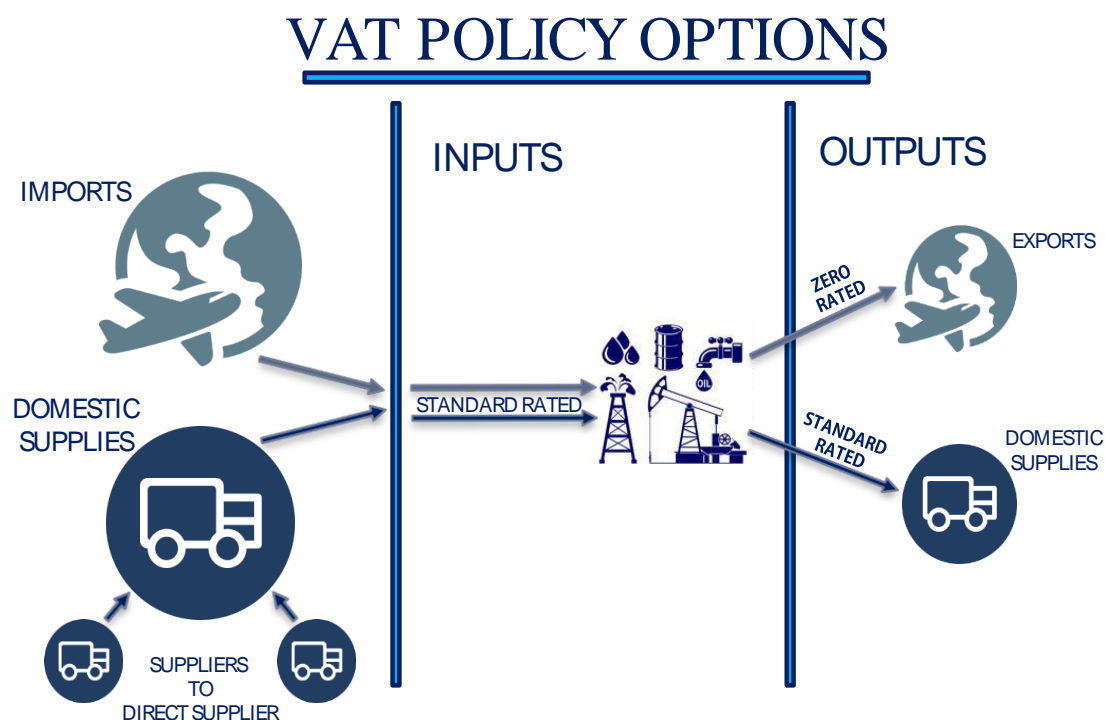 VAT POLICY OPTIONS
INPUTS
OUTPUTS
IMPORTS
EXPORTS
ZERO
RATED
OIL
DOMESTIC
SUPPLIES
STANDARD RATED
STANDARD
RATED
DOMESTIC
SUPPLIES
SUPPLIERS
TO
DIRECT SUPPLIER